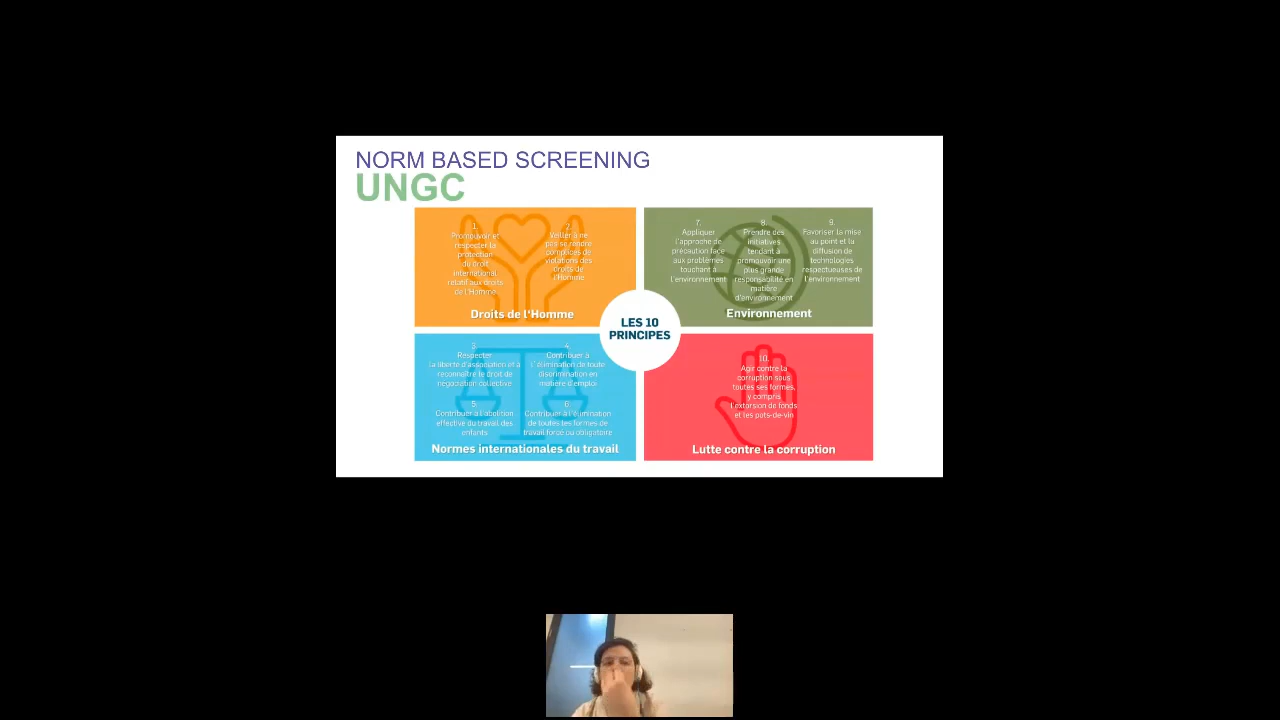 NORM BASED SCREENING
UNGC
1.
Promouvoir et
respecter la
protection
du droit
international
relatif aux droits
de l'Homme
2.
Veiller à ne
pas se rendre
complices de
violations des
droits de
l'Homme
Droits de l'Homme
7.
Appliquer
l'approche de
précaution face
aux problèmes
touchant à
l'environnement
8.
Prendre des
initiatives
tendant à
promouvoir une
plus grande
responsabilité en
matière
d'environnement
9.
Favoriser la mise
au point et la
diffusion de
technologies
respectueuses de
l'environnement
Environnement
LES 10
PRINCIPES
3.
Respecter
la liberté d'association et à
reconnaître le droit de
négociation collective
4.
Contribuer à
l'élimination de toute
discrimination en
matière d'emploi
5.
Contribuer à l'abolition
effective du travail des
enfants
6.
Contribuer à l'élimination
de toutes les formes de
travail forcé ou obligatoire
Normes internationales du travail
10.
Agir contre la
corruption sous
toutes ses formes,
y compris
l'extorsion de fonds
et les pots-de-vin
Lutte contre la corruption